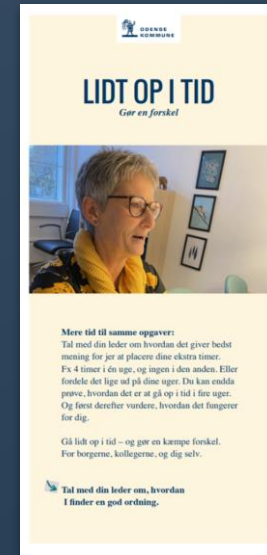 ODENSE
KOMMUNE
LIDT OP I TID
Gør en forskel
Mere tid til samme opgaver:
Tal med din leder om hvordan det giver bedst
mening for jer at placere dine ekstra timer.
Fx 4 timer i én uge, og ingen i den anden. Eller
fordele det lige ud på dine uger. Du kan endda
prøve, hvordan det er at gå op i tid i fire uger.
Og først derefter vurdere, hvordan det fungerer
for dig.
Gå lidt op i tid – og gør en kæmpe forskel.
For borgerne, kollegerne, og dig selv.
Tal med din leder om, hvordan
I finder en god ordning.